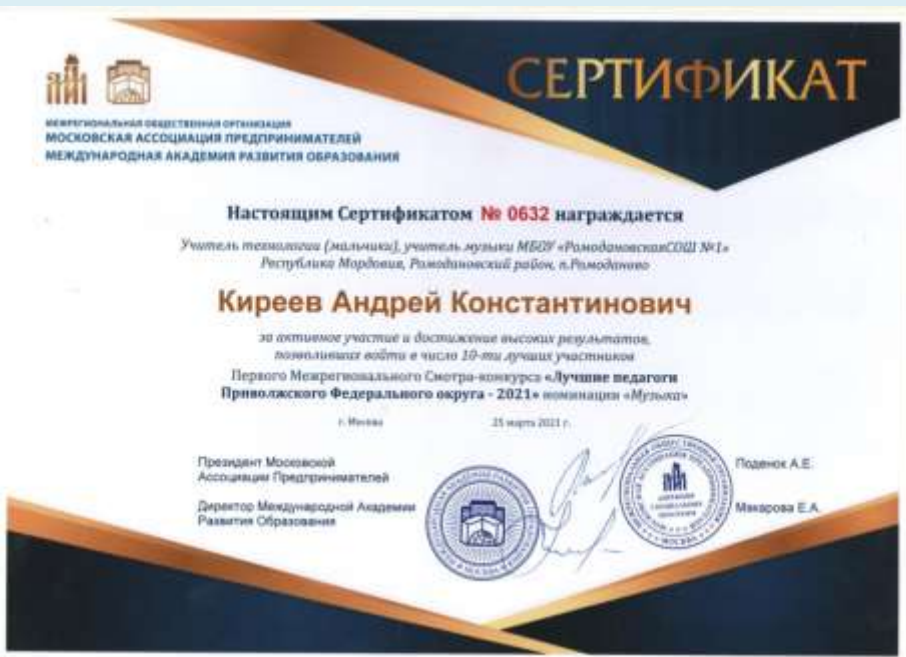 СЕРТИФИКАТ
МЕЖРЕГИОНАЛЬНАЯ ОБЩЕСТВЕННАЯ ОРГАНИЗАЦИЯ
МОСКОВСКАЯ АССОЦИАЦИЯ ПРЕДПРИНИМАТЕЛЕЙ
МЕЖДУНАРОДНАЯ АКАДЕМИЯ РАЗВИТИЯ ОБРАЗОВАНИЯ
Настоящим Сертификатом № 0632 награждается
Учитель технологии (мальчики), учитель музыки МБОУ «РомодановскаяСОШ №1»
Республика Мордовия, Ромодановский район, п.Ромоданово
Киреев Андрей Константинович
за активное участие и достижение высоких результатов,
позволивших войти в число 10-ти лучших участников
Первого Межрегионального Смотра-конкурса «Лучшие педагоги
Приволжского Федерального округа - 2021» номинации «Музыка»
г. Москва 25 марта 2021 г.
Президент Московской
Ассоциации Предпринимателей
Поденок А.Е.
Директор Международной Академии
Развития Образования
Макарова Е.А.